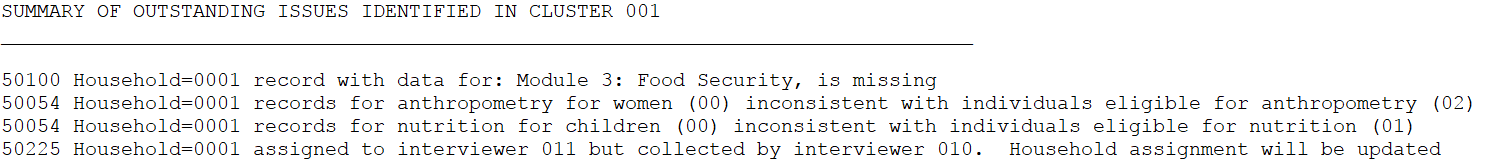 SUMMARY OF OUTSTANDING ISSUES IDENTIFIED IN CLUSTER 001
50100 Household=0001 record with data for: Module 3: Food Security, is missing
50054 Household=0001 records for anthropometry for women (00) inconsistent with individuals eligible for anthropometry (02)
50054 Household=0001 records for nutrition for children (00) inconsistent with individuals eligible for nutrition (01)
50225 Household=0001 assigned to interviewer 011 but collected by interviewer 010.  Household assignment will be updated